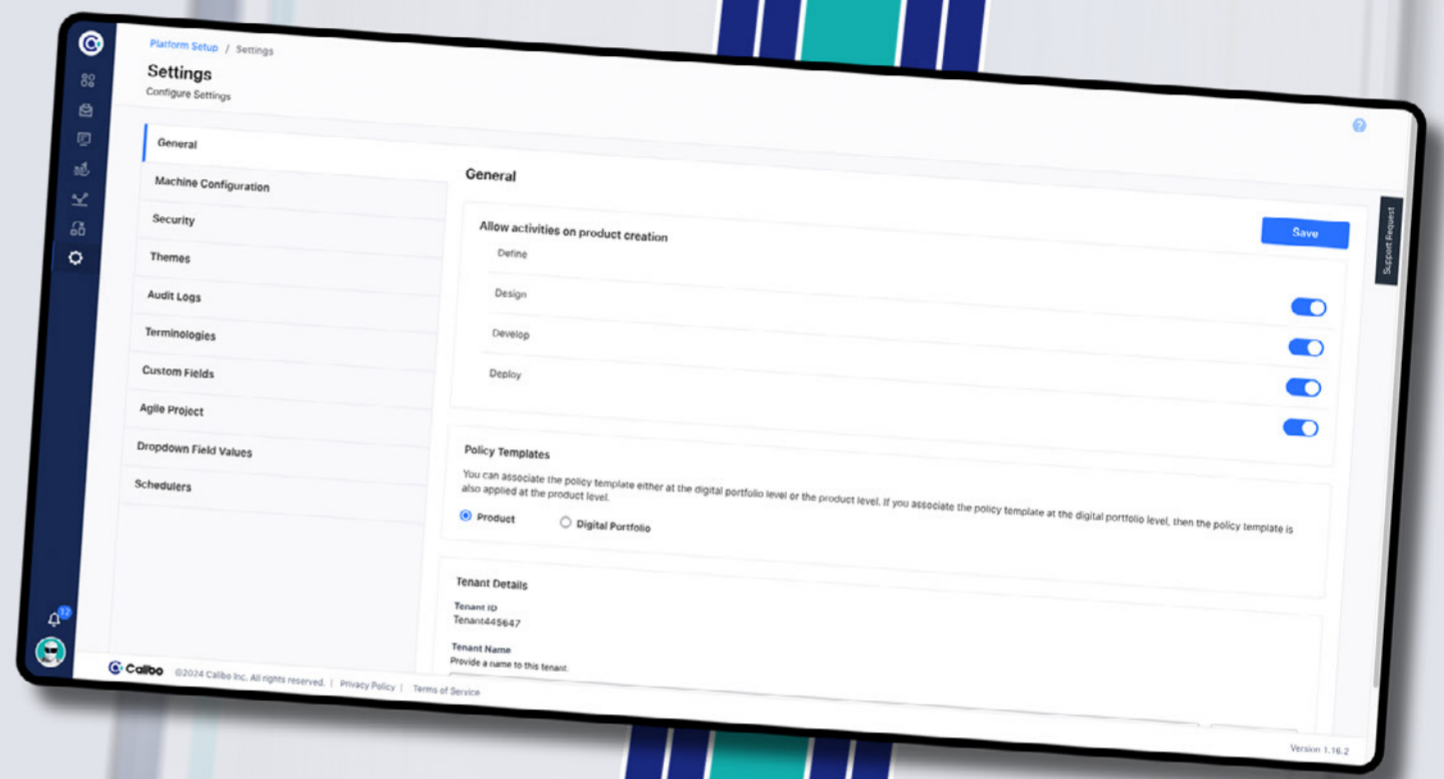 Platform Setup / Settings
Settings
Configure Settings
General
Machine Configuration
Security
Themes
Audit Logs
Terminologies
Custom Fields
Agile Project
Dropdown Field Values
Schedulers
General
Save
Support Request
Allow activities on product creation
Define
Design
Develop
Deploy
Policy Templates
You can associate the policy template either at the digital portfolio level or the product level. If you associate the policy template at the digital portfolio level, then the policy template is
also applied at the product level.
Product Digital Portfolio
Tenant Details
Tenant ID
Tenant445647
Tenant Name
Provide a name to this tenant.
12
Calibo ©2024 Calibo Inc. All rights reserved. | Privacy Policy | Terms of Service
Version 1.16.2